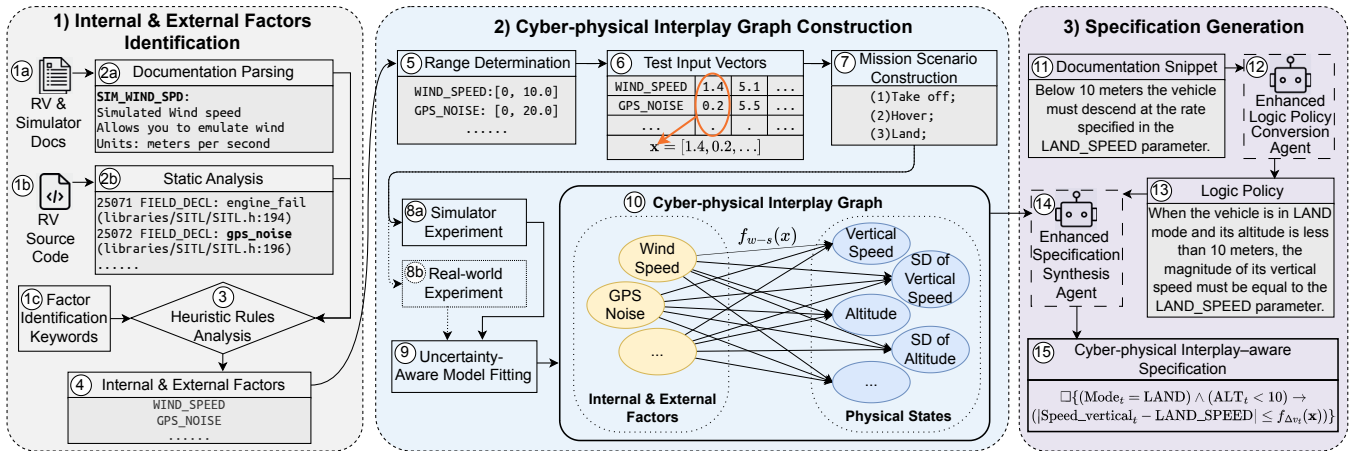 1) Internal & External Factors
Identification
1a
RV &
Simulator
Docs
2a
Documentation Parsing
SIM_WIND_SPD:
Simulated Wind speed
Allows you to emulate wind
Units: meters per second
1b
RV
Source
Code
2b
Static Analysis
25071 FIELD_DECL: engine_fail
(libraries/SITL/SITL.h:194)
25072 FIELD_DECL: gps_noise
(libraries/SITL/SITL.h:196)
......
1c
Factor
Identification
Keywords
3
Heuristic Rules
Analysis
4
Internal & External Factors
WIND_SPEED
GPS_NOISE
......
2) Cyber-physical Interplay Graph Construction
5
Range Determination
WIND_SPEED:[0, 10.0]
GPS_NOISE: [0, 20.0]
......
6
Test Input Vectors
WIND_SPEED 1.4 5.1 ...
GPS_NOISE 0.2 5.5 ...
... . . ...
x = [1.4, 0.2, . . .]
7
Mission Scenario
Construction
(1)Take off;
(2)Hover;
(3)Land;
8a
Simulator
Experiment
8b
Real-world
Experiment
9
Uncertainty-
Aware Model Fitting
10
Cyber-physical Interplay Graph
Wind
Speed
GPS
Noise
...
Internal & External
Factors
f_{w−s}(x)
Vertical
Speed
SD of
Vertical
Speed
Altitude
SD of
Altitude
...
Physical States
3) Specification Generation
11
Documentation Snippet
Below 10 meters the vehicle
must descend at the rate
specified in the
LAND_SPEED parameter.
12
Enhanced
Logic Policy
Conversion
Agent
13
Logic Policy
When the vehicle is in LAND
mode and its altitude is less
than 10 meters, the
magnitude of its vertical
speed must be equal to the
LAND_SPEED parameter.
14
Enhanced
Specification
Synthesis
Agent
15
Cyber-physical Interplay–aware
Specification
□{(Mode_t = LAND) ∧ (ALT_t < 10) →
(|Speed_vertical_t − LAND_SPEED| ≤ f_{Δv_t}(x))}